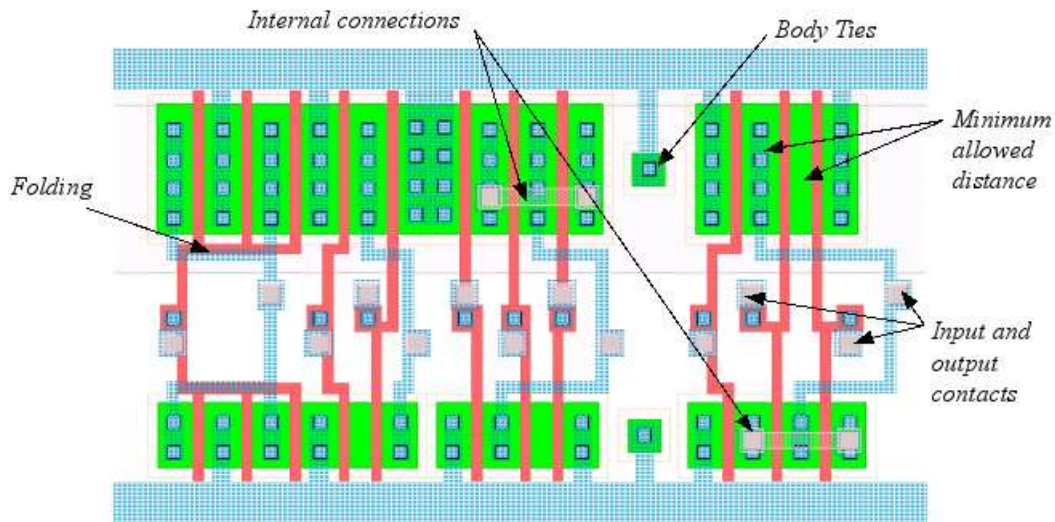 Internal connections
Body Ties
Minimum
allowed
distance
Folding
Input and
output
contacts